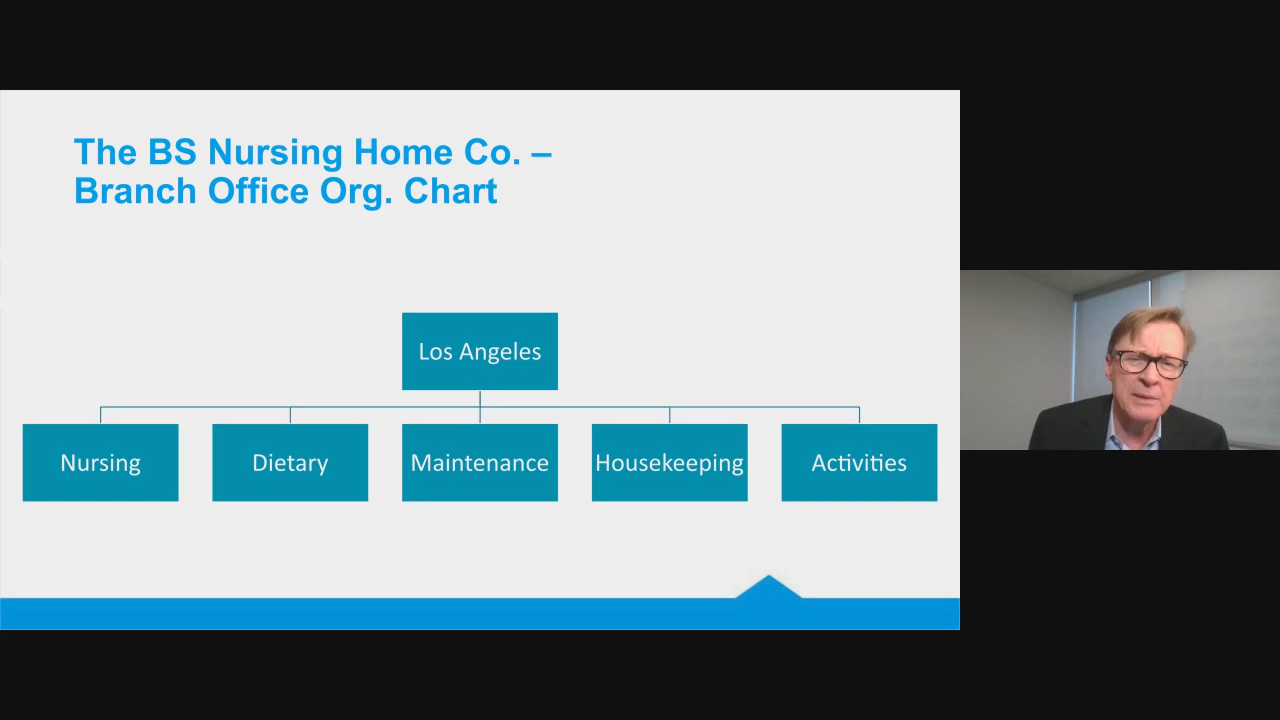 The BS Nursing Home Co. –
Branch Office Org. Chart
Los Angeles
Nursing
Dietary
Maintenance
Housekeeping
Activities